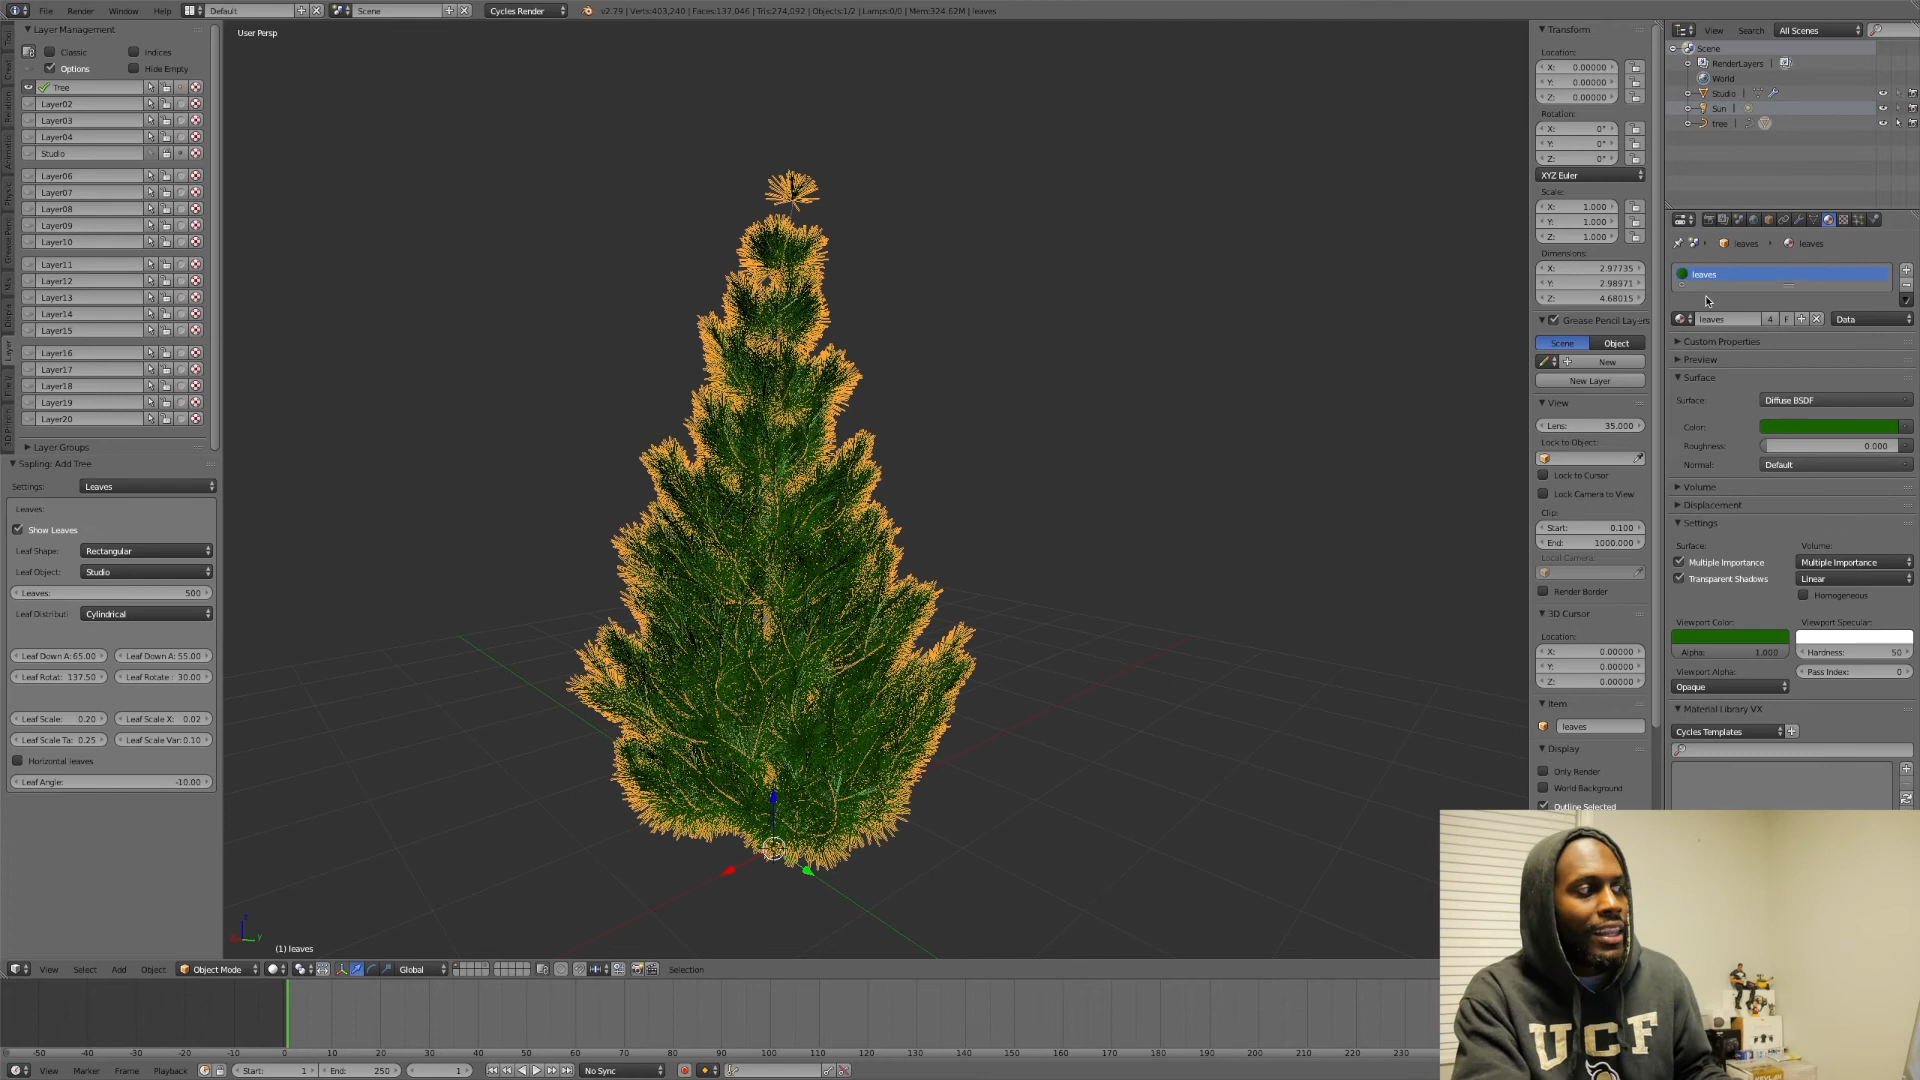 File Render Window Help Default Scene Cycles Render v2.79 | Verts:403,240 | Faces:137,046 | Tris:274,092 | Objects:1/2 | Lamps:0/0 | Mem:324.62M | leaves
Layer Management
Classic Indices
Options Hide Empty
Tree
Layer02
Layer03
Layer04
Studio
Layer06
Layer07
Layer08
Layer09
Layer10
Layer11
Layer12
Layer13
Layer14
Layer15
Layer16
Layer17
Layer18
Layer19
Layer20
Layer Groups
Sapling: Add Tree
Settings: Leaves
Leaves:
Show Leaves
Leaf Shape: Rectangular
Leaf Object: Studio
Leaves: 500
Leaf Distributi Cylindrical
Leaf Down A: 65.00 Leaf Down A: 55.00
Leaf Rotat: 137.50 Leaf Rotate : 30.00
Leaf Scale: 0.20 Leaf Scale X: 0.02
Leaf Scale Ta: 0.25 Leaf Scale Var: 0.10
Horizontal leaves
Leaf Angle: -10.00
User Persp
(1) leaves
Transform
Location:
X: 0.00000
Y: 0.00000
Z: 0.00000
Rotation:
X: 0°
Y: 0°
Z: 0°
XYZ Euler
Scale:
X: 1.000
Y: 1.000
Z: 1.000
Dimensions:
X: 2.97735
Y: 2.98971
Z: 4.68015
Grease Pencil Layers
Scene Object
New
New Layer
View
Lens: 35.000
Lock to Object:
Lock to Cursor
Lock Camera to View
Clip:
Start: 0.100
End: 1000.000
Local Camera:
Render Border
3D Cursor
Location:
X: 0.00000
Y: 0.00000
Z: 0.00000
Item
leaves
Display
Only Render
World Background
Outline Selected
View Search All Scenes
Scene
RenderLayers
World
Studio
Sun
tree
leaves leaves
leaves
leaves 4 F Data
Custom Properties
Preview
Surface
Surface: Diffuse BSDF
Color:
Roughness: 0.000
Normal: Default
Volume
Displacement
Settings
Surface: Volume:
Multiple Importance Multiple Importance
Transparent Shadows Linear
Homogeneous
Viewport Color: Viewport Specular:
Alpha: 1.000 Hardness: 50
Viewport Alpha: Pass Index: 0
Opaque
Material Library VX
Cycles Templates
View Select Add Object Object Mode Global Selection
-50 -40 -30 -20 -10 0 10 20 30 40 50 60 70 80 90 100 110 120 130 140 150 160 170 180 190 200 210 220 230
View Marker Frame Playback Start: 1 End: 250 1 No Sync
UCF